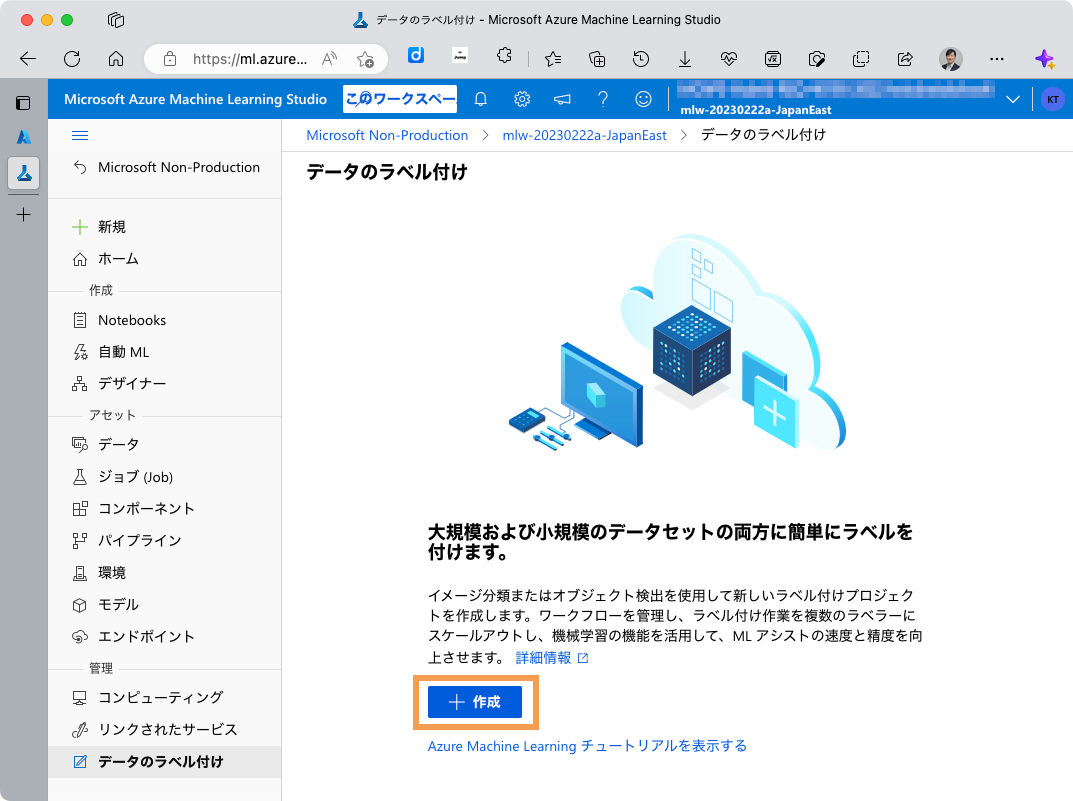 データのラベル付け - Microsoft Azure Machine Learning Studio
https://ml.azure...
Microsoft Azure Machine Learning Studio
このワークスペー
mlw-20230222a-JapanEast
KT
Microsoft Non-Production
新規
ホーム
作成
Notebooks
自動 ML
デザイナー
アセット
データ
ジョブ (Job)
コンポーネント
パイプライン
環境
モデル
エンドポイント
管理
コンピューティング
リンクされたサービス
データのラベル付け
Microsoft Non-Production > mlw-20230222a-JapanEast > データのラベル付け
データのラベル付け
大規模および小規模のデータセットの両方に簡単にラベルを
付けます。
イメージ分類またはオブジェクト検出を使用して新しいラベル付けプロジェク
トを作成します。ワークフローを管理し、ラベル付け作業を複数のラベラーに
スケールアウトし、機械学習の機能を活用して、ML アシストの速度と精度を向
上させます。 詳細情報
作成
Azure Machine Learning チュートリアルを表示する